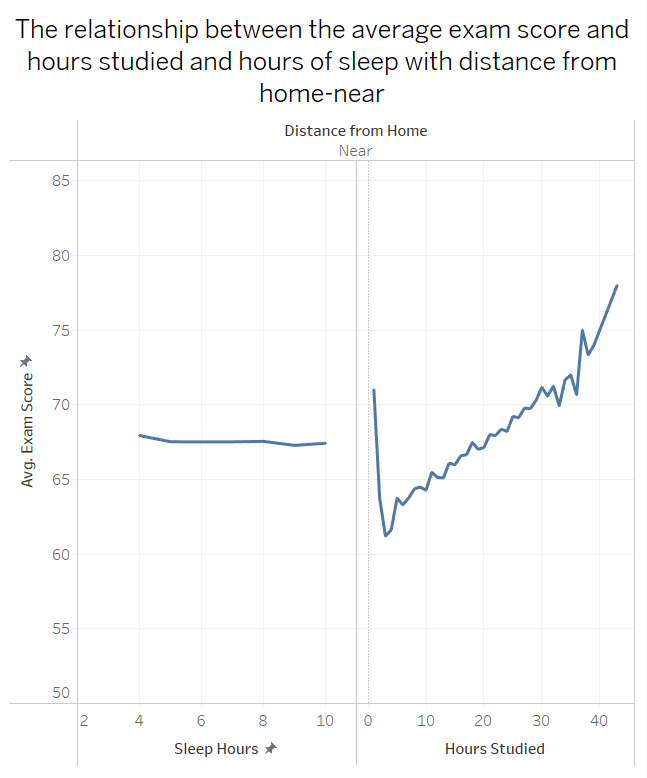 The relationship between the average exam score and
hours studied and hours of sleep with distance from
home-near
Distance from Home
Near
85
80
75
70
65
60
55
50
Avg. Exam Score
2 4 6 8 10 0 10 20 30 40
Sleep Hours Hours Studied